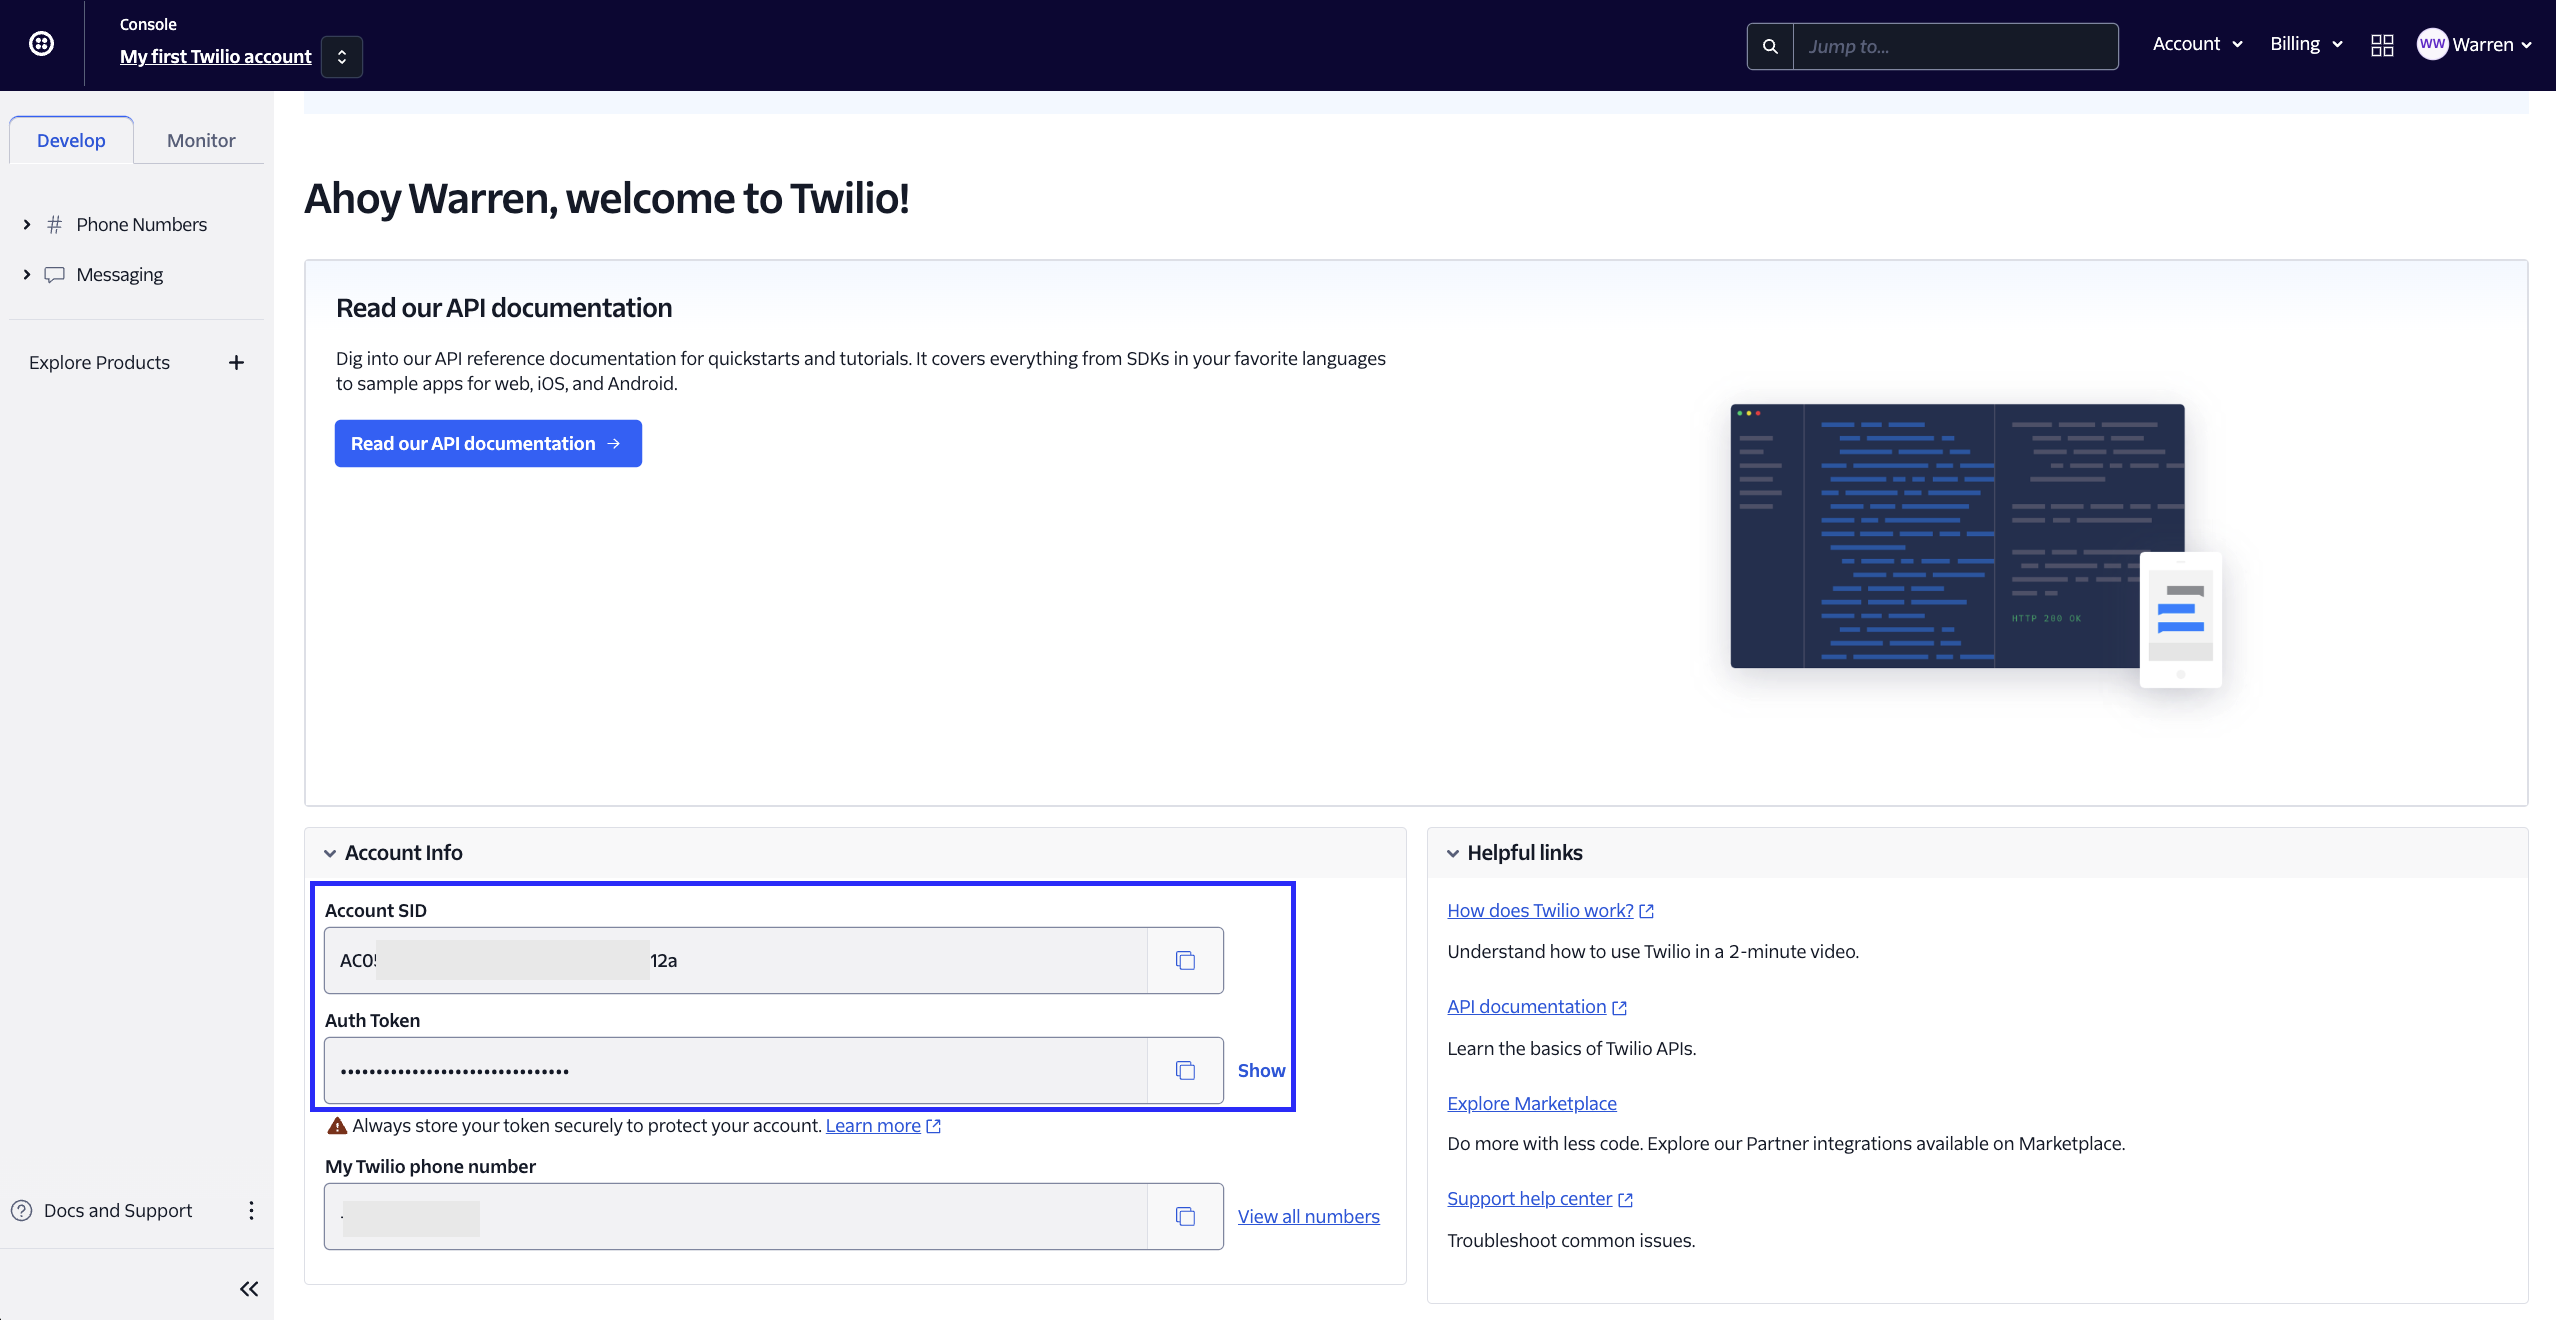 Console
My first Twilio account
Jump to...
Account
Billing
WW Warren
Develop
Monitor
Phone Numbers
Messaging
Explore Products
Docs and Support
Ahoy Warren, welcome to Twilio!
Read our API documentation
Dig into our API reference documentation for quickstarts and tutorials. It covers everything from SDKs in your favorite languages
to sample apps for web, iOS, and Android.
Read our API documentation →
HTTP 200 OK
Account Info
Account SID
AC05 12a
Auth Token
••••••••••••••••••••••••••••••••
Show
Always store your token securely to protect your account. Learn more
My Twilio phone number
View all numbers
Helpful links
How does Twilio work?
Understand how to use Twilio in a 2-minute video.
API documentation
Learn the basics of Twilio APIs.
Explore Marketplace
Do more with less code. Explore our Partner integrations available on Marketplace.
Support help center
Troubleshoot common issues.